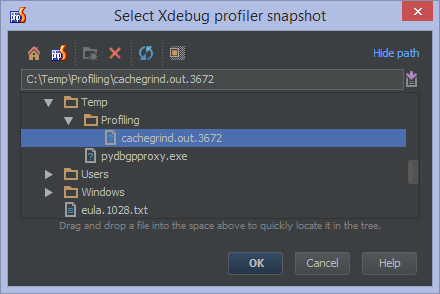 Select Xdebug profiler snapshot
Hide path
C:\Temp\Profiling\cachegrind.out.3672
Temp
Profiling
cachegrind.out.3672
pydbgpproxy.exe
Users
Windows
eula.1028.txt
Drag and drop a file into the space above to quickly locate it in the tree.
OK Cancel Help